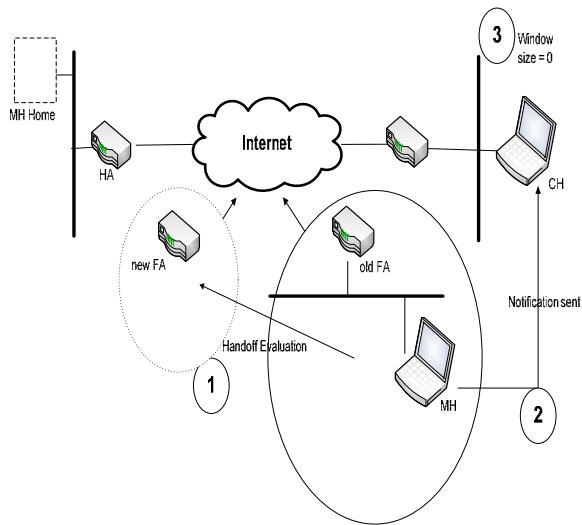 3
Window
size = 0
MH Home
HA
Internet
CH
new FA
old FA
Notification sent
Handoff Evaluation
1
MH
2